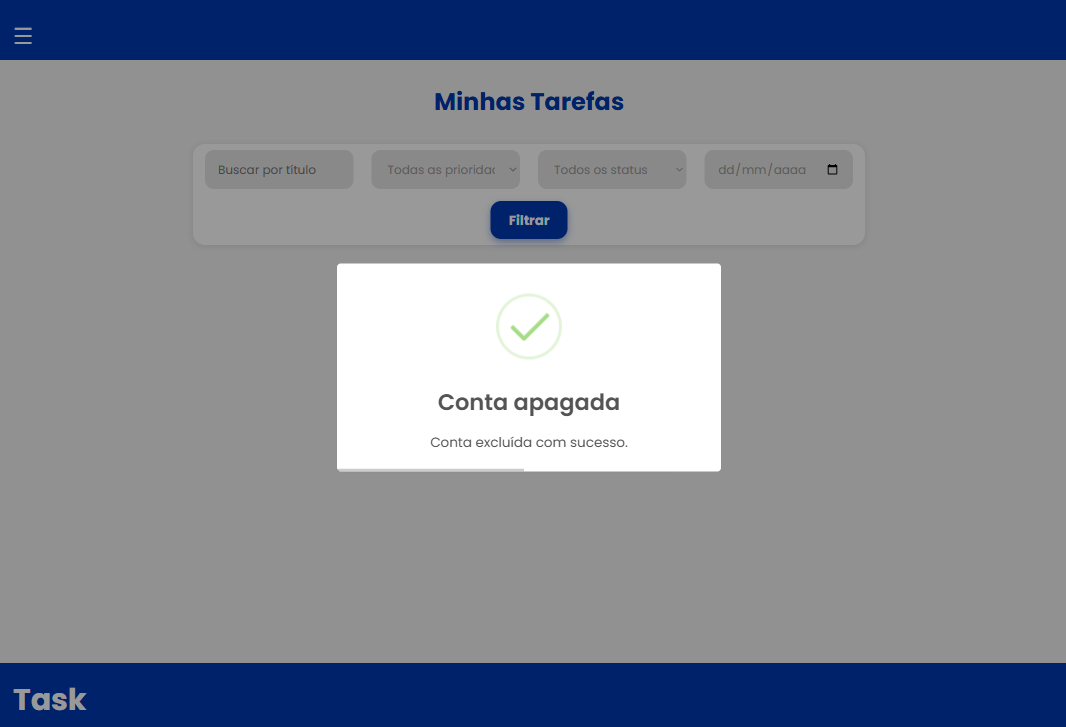 Minhas Tarefas
Buscar por título
Todas as priorida
Todos os status
dd/mm/aaaa
Filtrar
Conta apagada
Conta excluída com sucesso.
Task